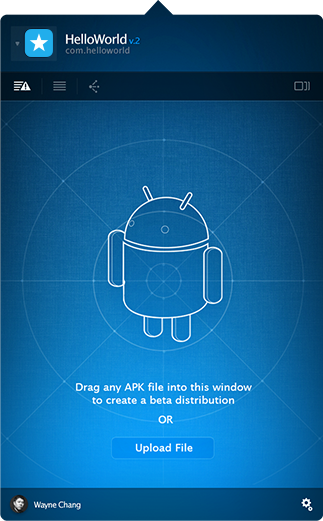 HelloWorld v.2
com.helloworld
Drag any APK file into this window
to create a beta distribution
OR
Upload File
Wayne Chang